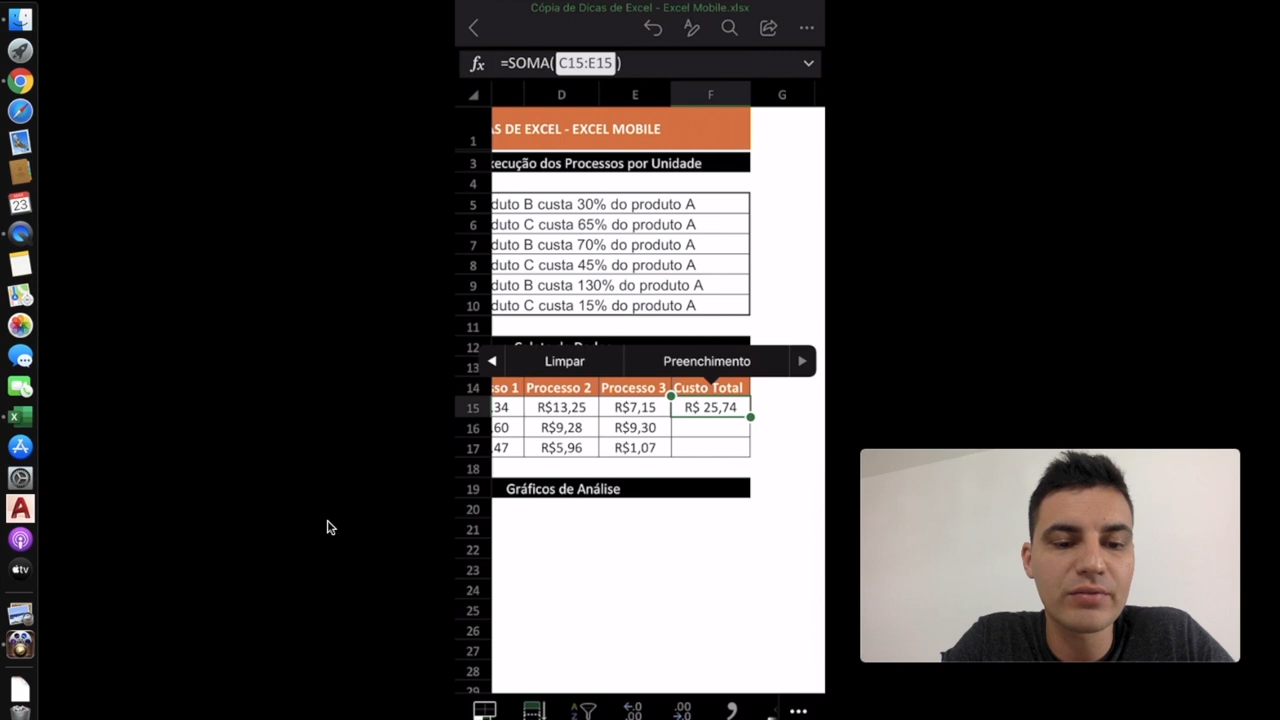 Cópia de Dicas de Excel - Excel Mobile.xlsx
fx =SOMA( C15:E15 )
D E F G
1 AS DE EXCEL - EXCEL MOBILE
3 xecução dos Processos por Unidade
4
5 duto B custa 30% do produto A
6 duto C custa 65% do produto A
7 duto B custa 70% do produto A
8 duto C custa 45% do produto A
9 duto B custa 130% do produto A
10 duto C custa 15% do produto A
11
12
Limpar Preenchimento
13
14 sso 1 Processo 2 Processo 3 Custo Total
15 ,34 R$13,25 R$7,15 R$ 25,74
16 ,60 R$9,28 R$9,30
17 ,47 R$5,96 R$1,07
18
19 Gráficos de Análise
20
21
22
23
24
25
26
27
28
29
MAR
23
tv